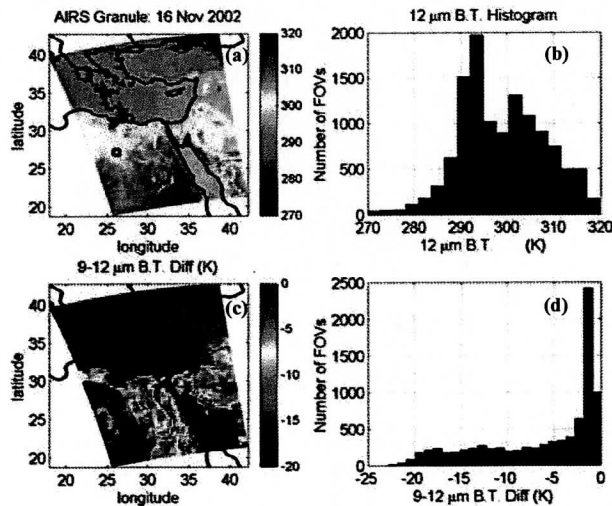 AIRS Granule: 16 Nov 2002
(a)
latitude
40
35
30
25
20
20 25 30 35 40
longitude
320
310
300
290
280
270
12 μm B.T. Histogram
(b)
Number of FOVs
2000
1500
1000
500
0
270 280 290 300 310 320
12 μm B.T. (K)
9-12 μm B.T. Diff (K)
(c)
latitude
40
35
30
25
20
20 25 30 35 40
longitude
0
-5
-10
-15
-20
(d)
Number of FOVs
2500
2000
1500
1000
500
0
-25 -20 -15 -10 -5 0
9-12 μm B.T. Diff (K)